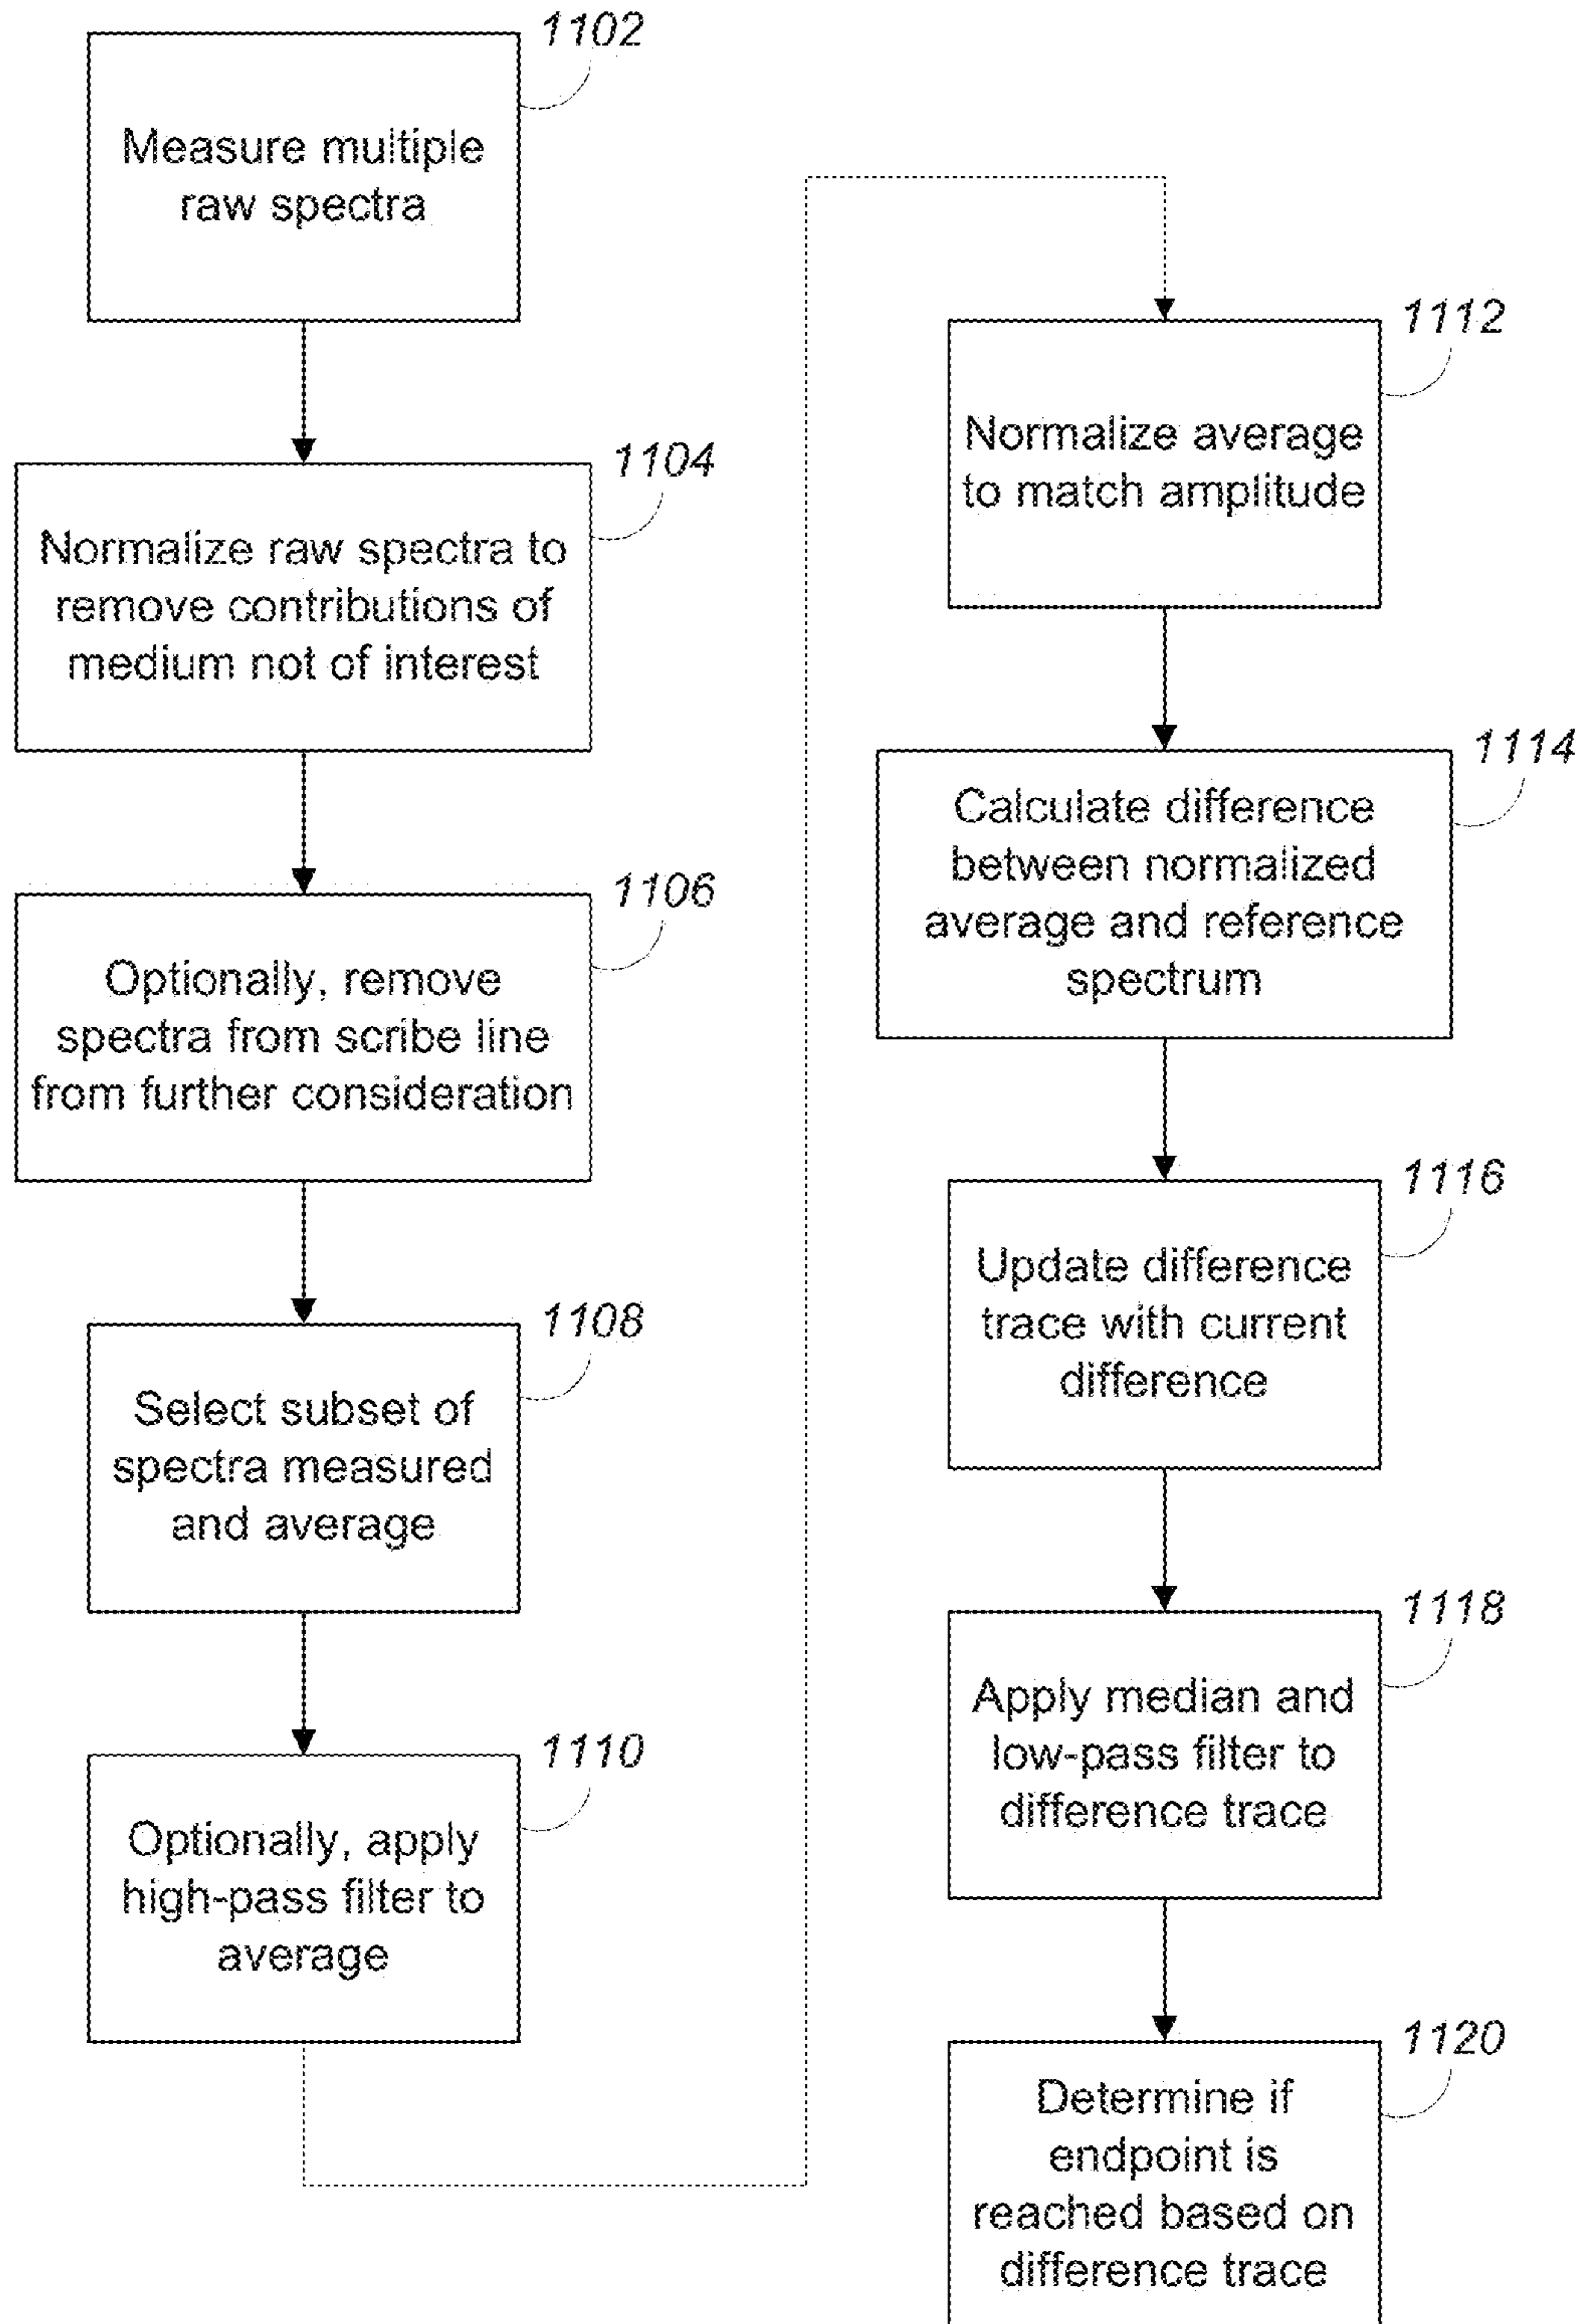 1102
Measure multiple
raw spectra
1104
Normalize raw spectra to
remove contributions of
medium not of interest
1106
Optionally, remove
spectra from scribe line
from further consideration
1108
Select subset of
spectra measured
and average
1110
Optionally, apply
high-pass filter to
average
1112
Normalize average
to match amplitude
1114
Calculate difference
between normalized
average and reference
spectrum
1116
Update difference
trace with current
difference
1118
Apply median and
low-pass filter to
difference trace
1120
Determine if
endpoint is
reached based on
difference trace